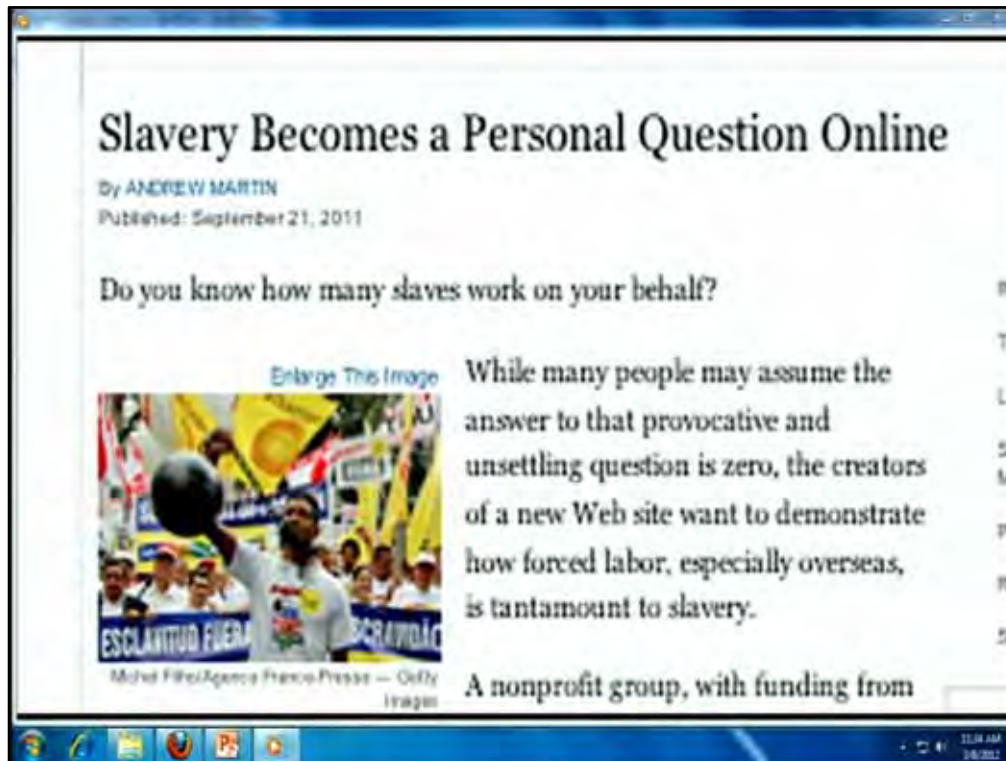 Slavery Becomes a Personal Question Online
By ANDREW MARTIN
Published: September 21, 2011
Do you know how many slaves work on your behalf?
Enlarge This Image
ESCLAVITUD FUERA
ESCRAVIDÃO
Images
While many people may assume the
answer to that provocative and
unsettling question is zero, the creators
of a new Web site want to demonstrate
how forced labor, especially overseas,
is tantamount to slavery.
A nonprofit group, with funding from